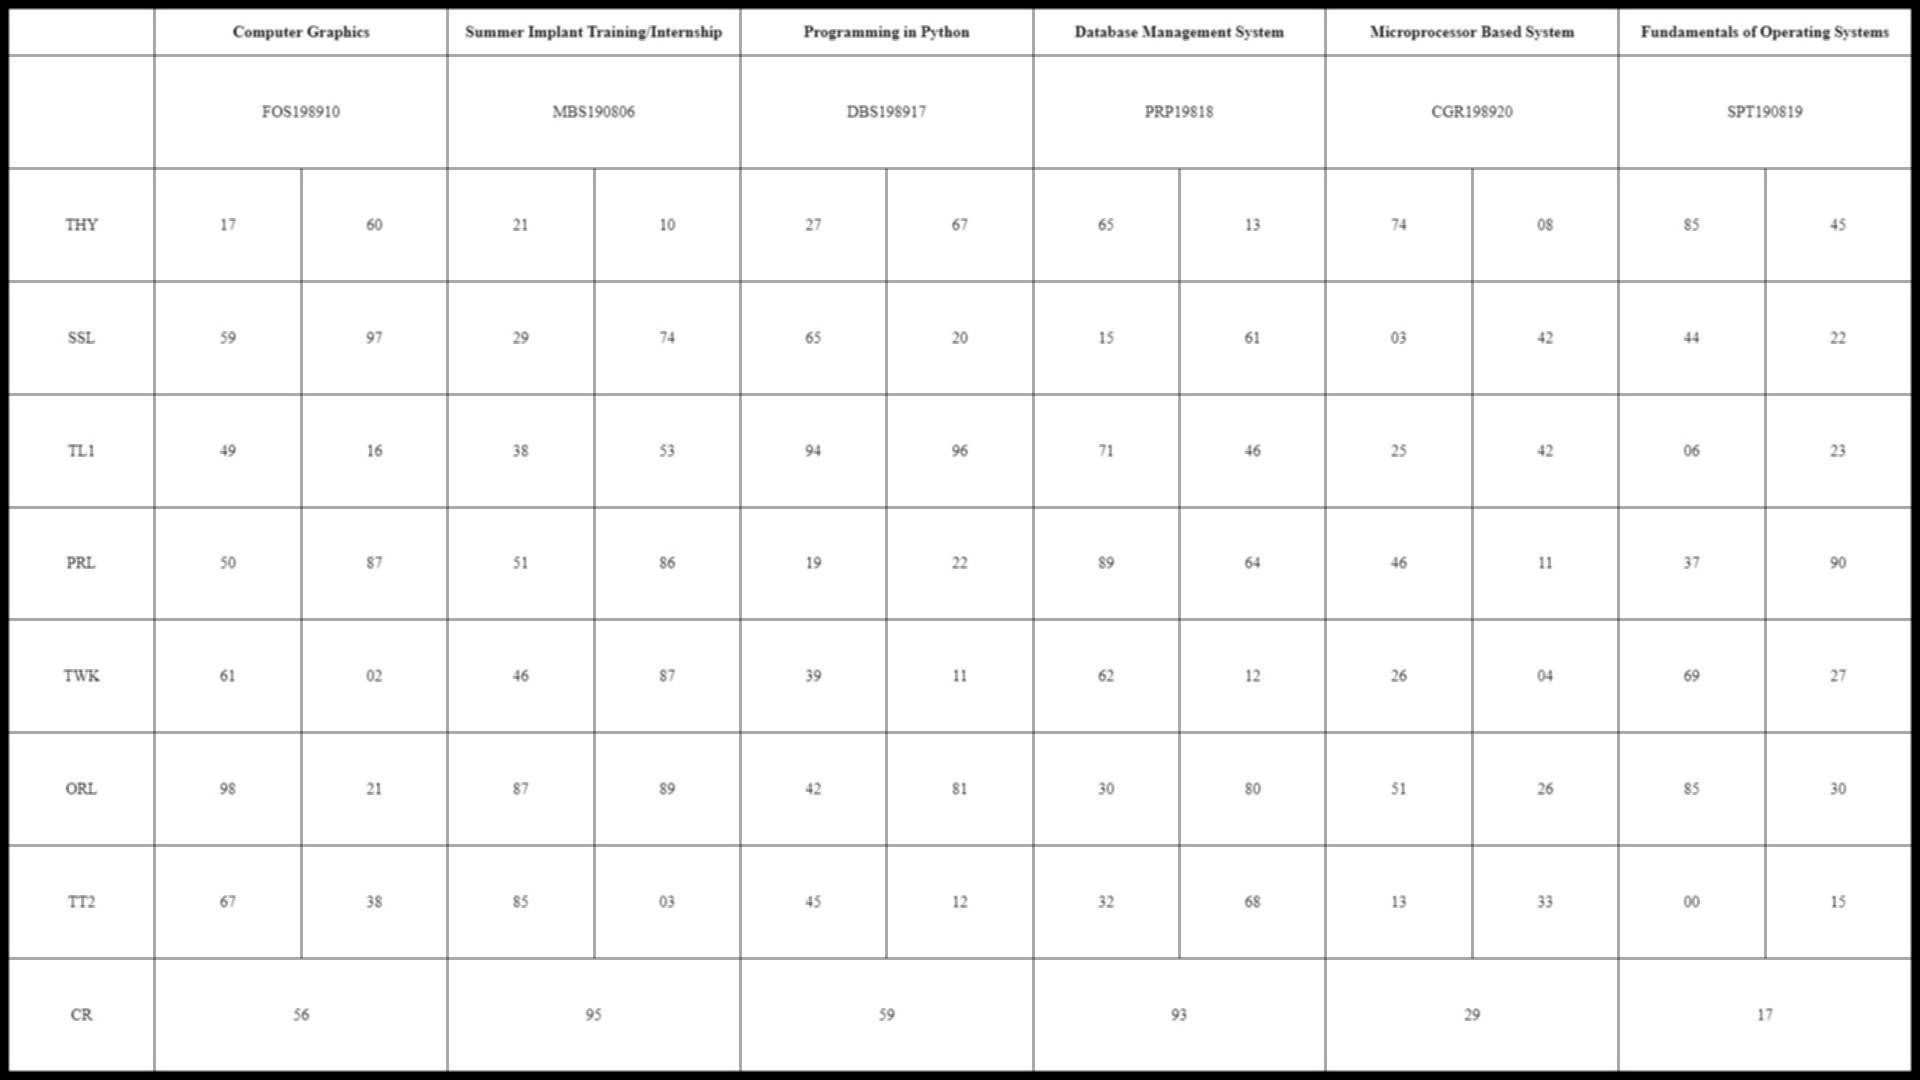 Computer Graphics Summer Implant Training/Internship Programming in Python Database Management System Microprocessor Based System Fundamentals of Operating Systems
FOS198910 MBS190806 DBS198917 PRP19818 CGR198920 SPT190819
THY 17 60 21 10 27 67 65 13 74 08 85 45
SSL 59 97 29 74 65 20 15 61 03 42 44 22
TL1 49 16 38 53 94 96 71 46 25 42 06 23
PRL 50 87 51 86 19 22 89 64 46 11 37 90
TWK 61 02 46 87 39 11 62 12 26 04 69 27
ORL 98 21 87 89 42 81 30 80 51 26 85 30
TT2 67 38 85 03 45 12 32 68 13 33 00 15
CR 56 95 59 93 29 17